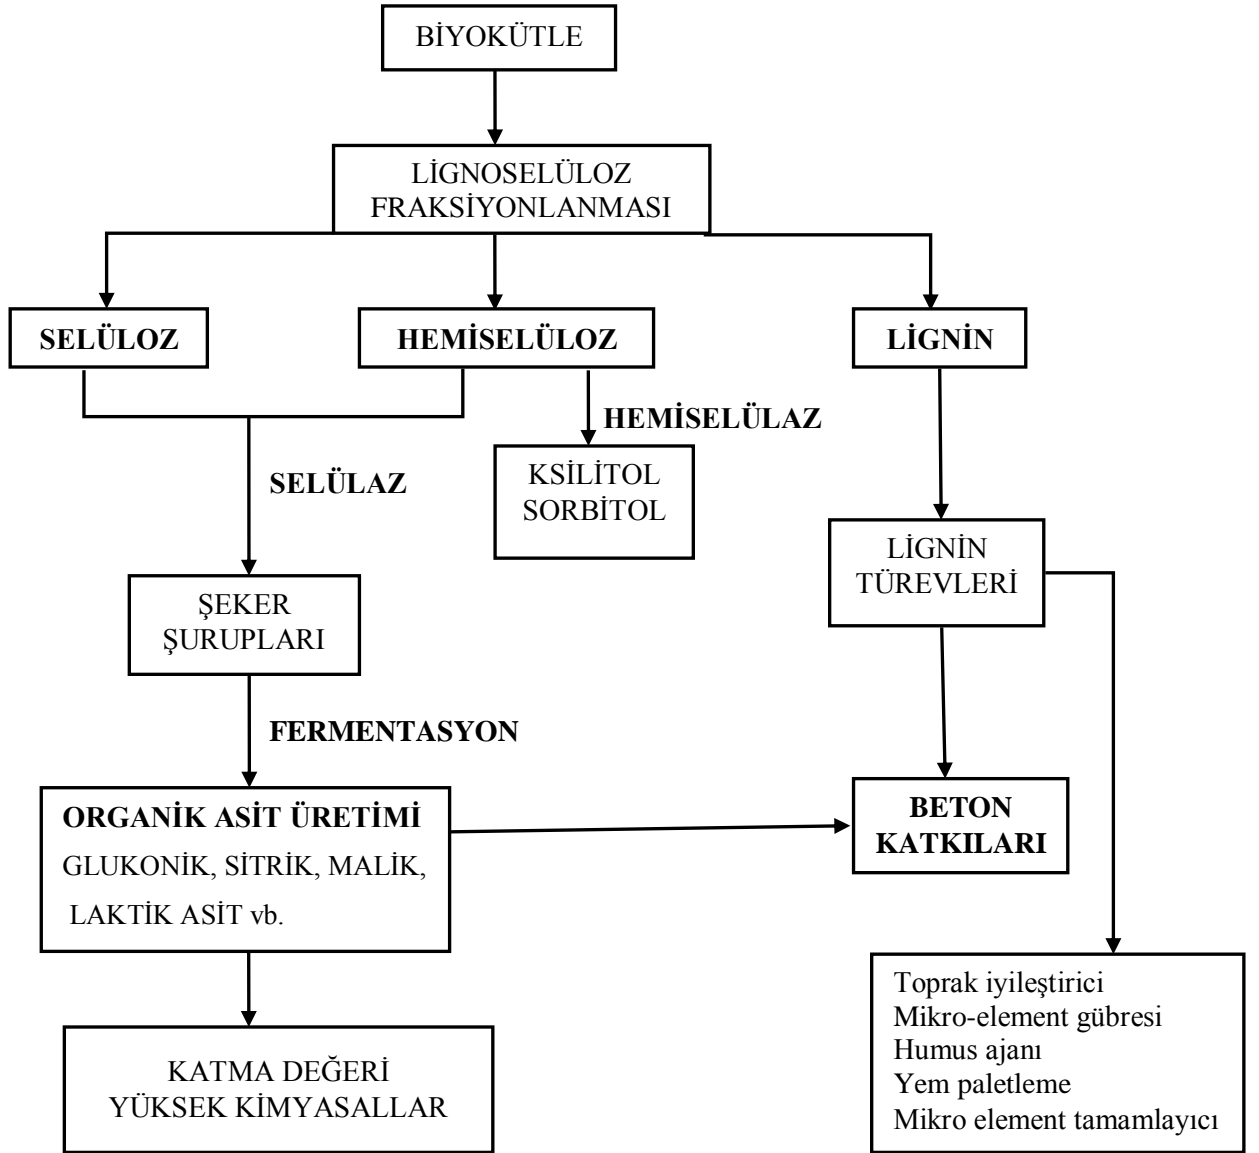 BİYOKÜTLE
LİGNOSELÜLOZ
FRAKSİYONLANMASI
SELÜLOZ
HEMİSELÜLOZ
LİGNİN
HEMİSELÜLAZ
SELÜLAZ
KSİLİTOL
SORBİTOL
LİGNİN
TÜREVLERİ
ŞEKER
ŞURUPLARI
FERMENTASYON
ORGANİK ASİT ÜRETİMİ
GLUKONİK, SİTRİK, MALİK,
LAKTİK ASİT vb.
BETON
KATKILARI
KATMA DEĞERİ
YÜKSEK KİMYASALLAR
Toprak iyileştirici
Mikro-element gübresi
Humus ajanı
Yem paletleme
Mikro element tamamlayıcı